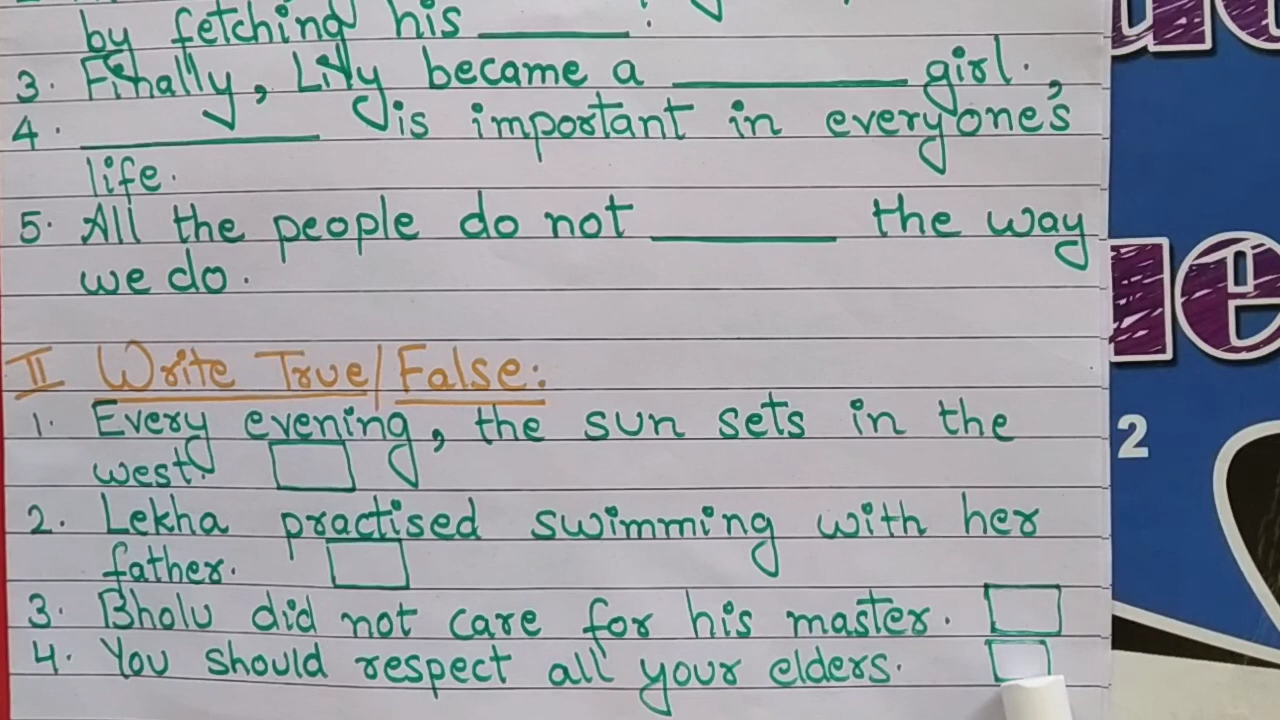 by fetching his ______.
3. Finally, Lily became a ______ girl.
4. ______ is important in everyone's
life.
5. All the people do not ______ the way
we do.
II Write True/False:
1. Every evening, the sun sets in the
west.
2. Lekha practised swimming with her
father.
3. Bholu did not care for his master.
4. You should respect all your elders.
ue
2